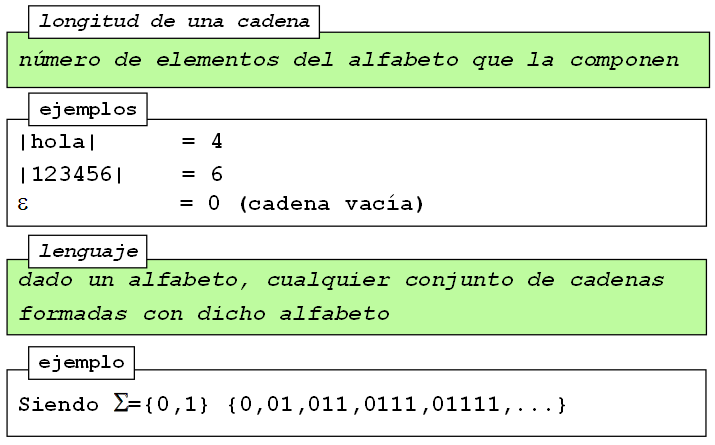 longitud de una cadena
número de elementos del alfabeto que la componen
ejemplos
|hola| = 4
|123456| = 6
ε = 0 (cadena vacía)
lenguaje
dado un alfabeto, cualquier conjunto de cadenas
formadas con dicho alfabeto
ejemplo
Siendo Σ={0,1} {0,01,011,0111,01111,...}